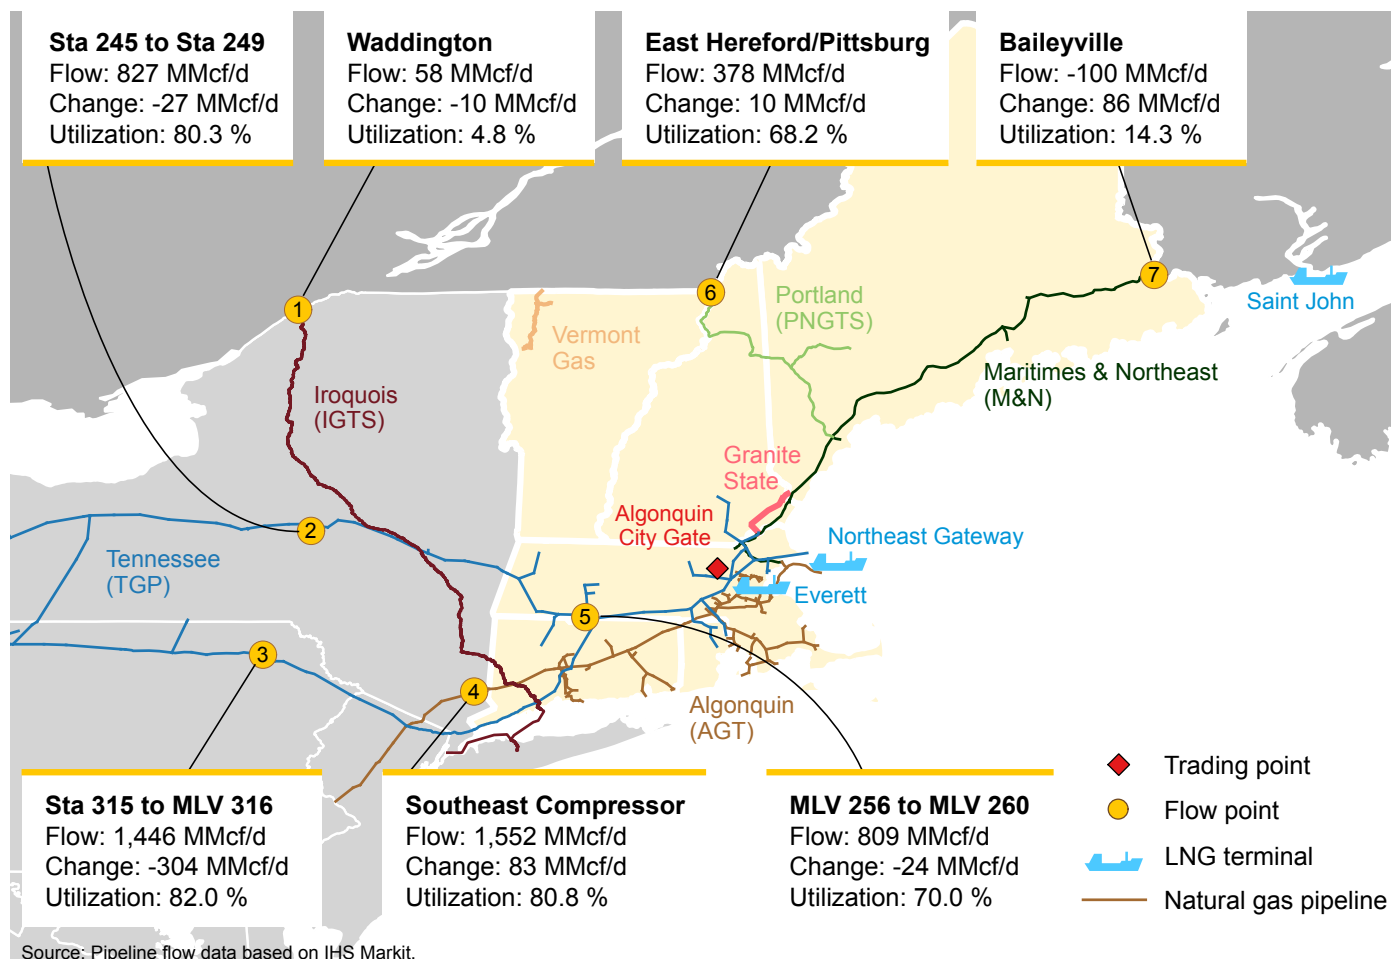 Sta 245 to Sta 249
Flow: 827 MMcf/d
Change: -27 MMcf/d
Utilization: 80.3 %
Waddington
Flow: 58 MMcf/d
Change: -10 MMcf/d
Utilization: 4.8 %
East Hereford/Pittsburg
Flow: 378 MMcf/d
Change: 10 MMcf/d
Utilization: 68.2 %
Baileyville
Flow: -100 MMcf/d
Change: 86 MMcf/d
Utilization: 14.3 %
1
6
7
Portland
(PNGTS)
Saint John
Vermont
Gas
Maritimes & Northeast
(M&N)
Iroquois
(IGTS)
Granite
State
Algonquin
City Gate
2
Northeast Gateway
Tennessee
(TGP)
Everett
5
3
4
Algonquin
(AGT)
Sta 315 to MLV 316
Flow: 1,446 MMcf/d
Change: -304 MMcf/d
Utilization: 82.0 %
Southeast Compressor
Flow: 1,552 MMcf/d
Change: 83 MMcf/d
Utilization: 80.8 %
MLV 256 to MLV 260
Flow: 809 MMcf/d
Change: -24 MMcf/d
Utilization: 70.0 %
Trading point
Flow point
LNG terminal
Natural gas pipeline
Source: Pipeline flow data based on IHS Markit.